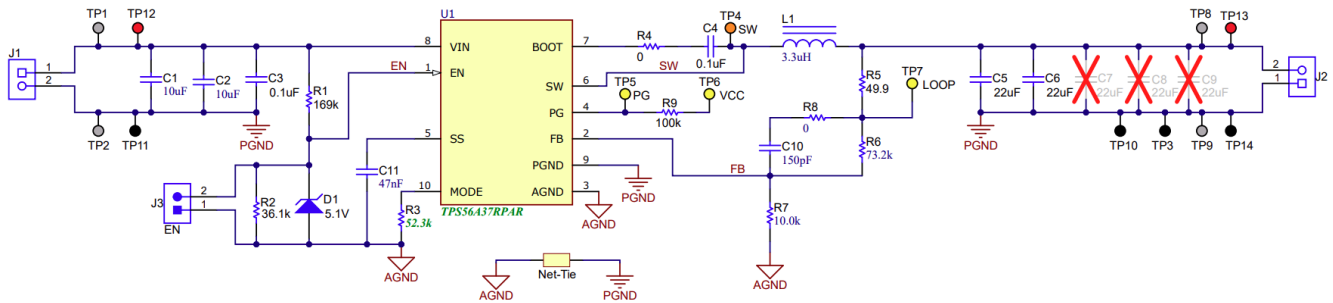 TP1
TP12
J1
1
2
C1
10uF
C2
10uF
C3
0.1uF
R1
169k
PGND
TP2
TP11
EN
U1
8
VIN
1
EN
5
SS
10
MODE
BOOT
7
SW
6
PG
4
FB
2
PGND
9
AGND
3
TPS56A37RPAR
J3
2
1
EN
R2
36.1k
D1
5.1V
C11
47nF
R3
52.3k
AGND
R4
0
C4
0.1uF
TP4
SW
SW
TP5
PG
R9
100k
TP6
VCC
L1
3.3uH
R5
49.9
TP7
LOOP
R8
0
C10
150pF
R6
73.2k
FB
R7
10.0k
AGND
PGND
AGND
AGND
Net-Tie
PGND
C5
22uF
C6
22uF
C7
22uF
C8
22uF
C9
22uF
PGND
TP8
TP13
TP10
TP3
TP9
TP14
2
1
J2